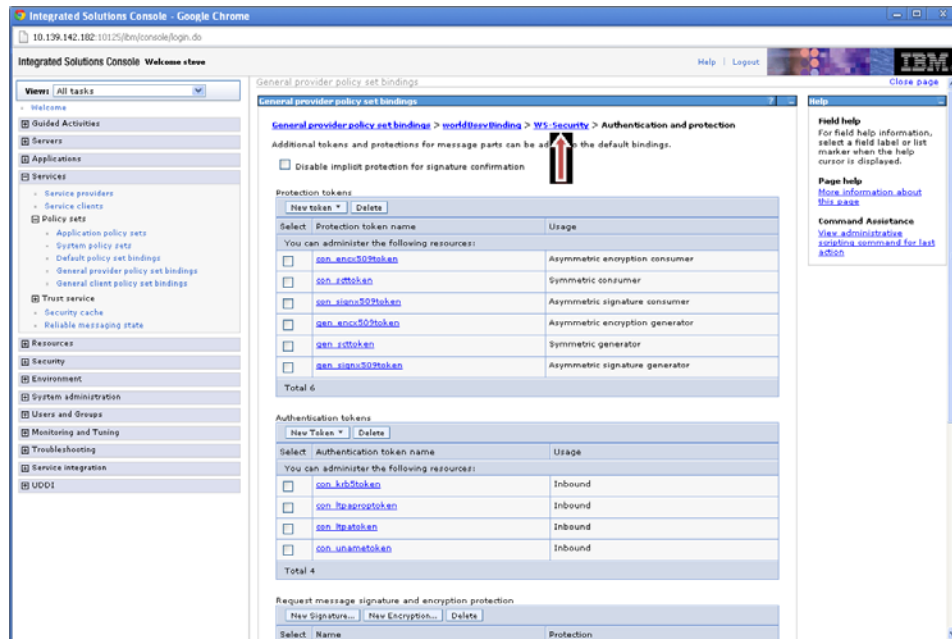 Integrated Solutions Console - Google Chrome
10.139.142.182:10125/ibm/console/login.do
Integrated Solutions Console Welcome steve
Help | Logout
IBM
View: All tasks
Welcome
Guided Activities
Servers
Applications
Services
Service providers
Service clients
Policy sets
Application policy sets
System policy sets
Default policy set bindings
General provider policy set bindings
General client policy set bindings
Trust service
Security cache
Reliable messaging state
Resources
Security
Environment
System administration
Users and Groups
Monitoring and Tuning
Troubleshooting
Service integration
UDDI
General provider policy set bindings
Close page
General provider policy set bindings
General provider policy set bindings > > WS-Security > Authentication and protection
Additional tokens and protections for message parts can be the default bindings.
Disable implicit protection for signature confirmation
Protection tokens
New token Delete
Select Protection token name Usage
You can administer the following resources:
con_encx509token Asymmetric encryption consumer
con_scttoken Symmetric consumer
con_signx509token Asymmetric signature consumer
gen_encx509token Asymmetric encryption generator
gen_scttoken Symmetric generator
gen_signx509token Asymmetric signature generator
Total 6
Authentication tokens
New Token Delete
Select Authentication token name Usage
You can administer the following resources:
con_krb5token Inbound
con_ltpaproptoken Inbound
con_ltpatoken Inbound
con_unametoken Inbound
Total 4
Request message signature and encryption protection
New Signature... New Encryption... Delete
Select Name Protection
Help
Field help
For field help information,
select a field label or list
marker when the help
cursor is displayed.
Page help
More information about
this page
Command Assistance
View administrative
scripting command for last
action